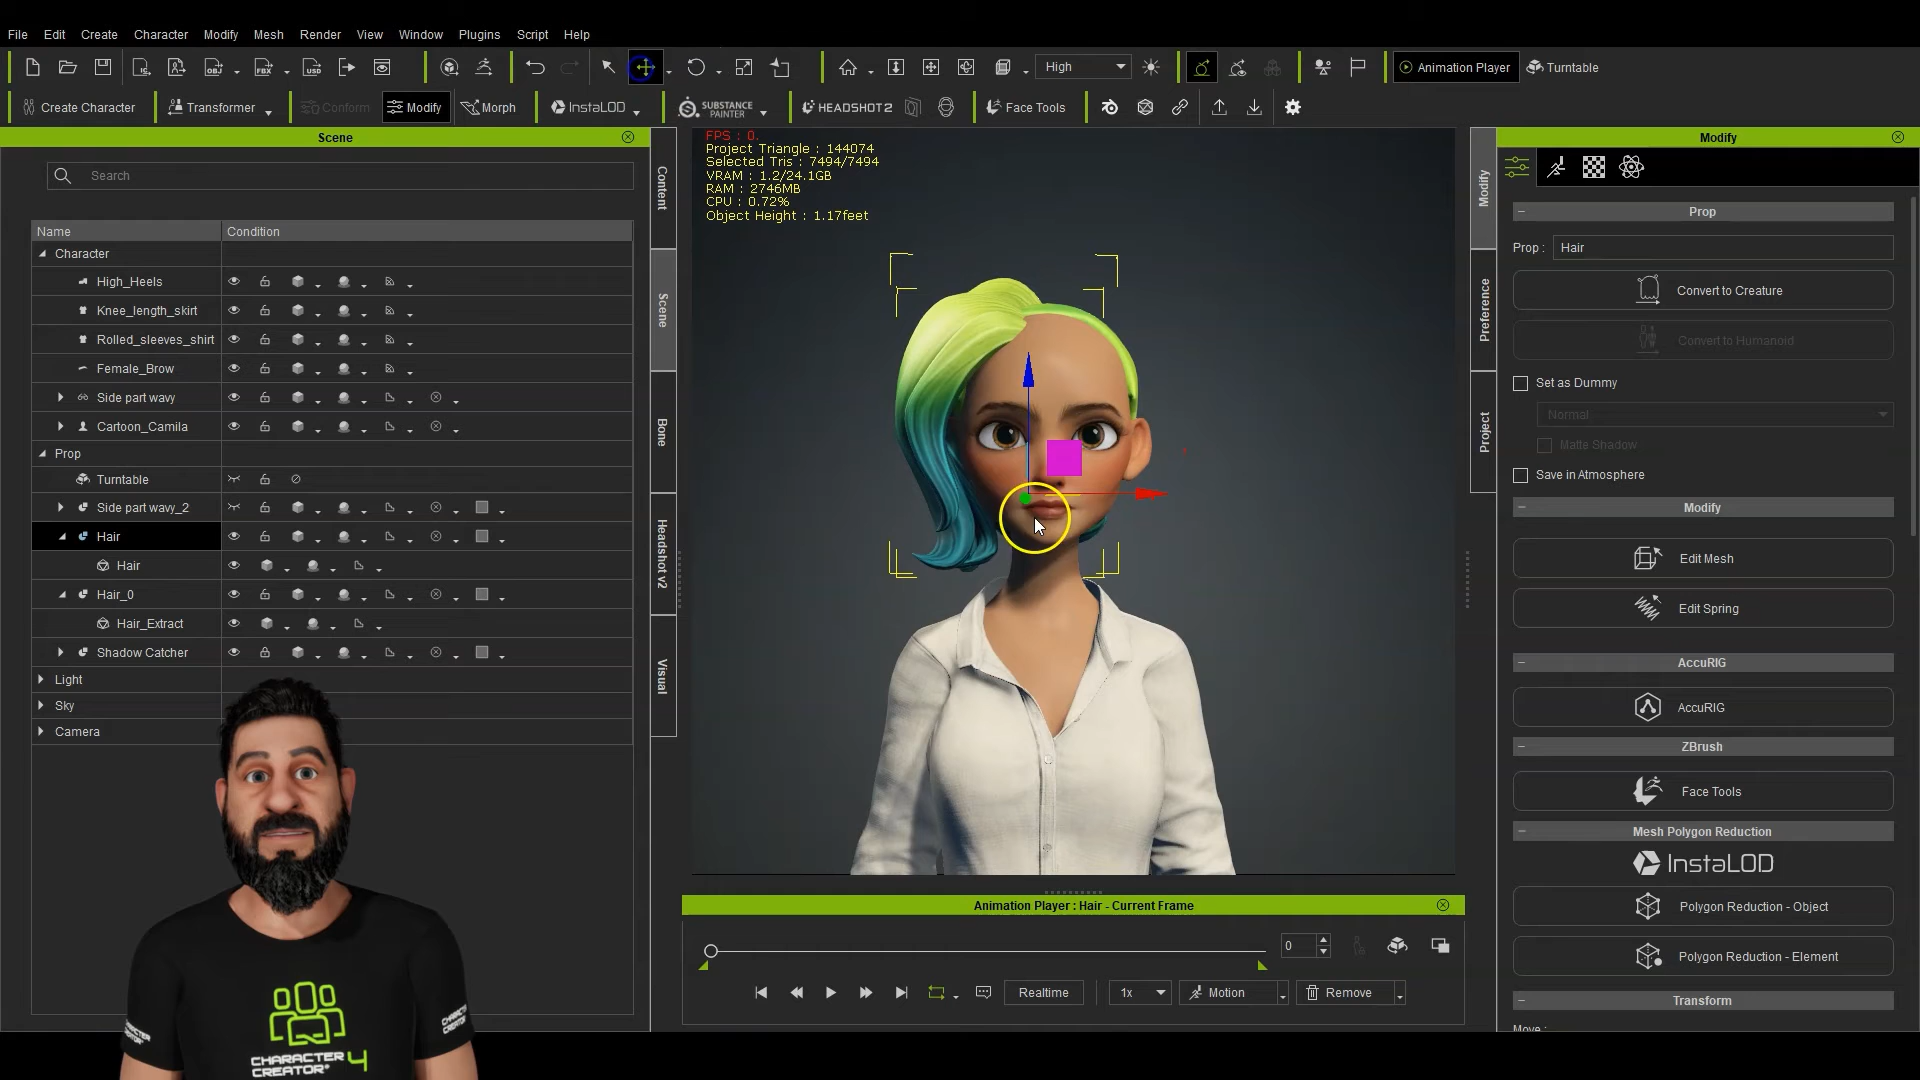 File Edit Create Character Modify Mesh Render View Window Plugins Script Help
OBJ FBX USD High Animation Player Turntable
Create Character Transformer Conform Modify Morph InstaLOD SUBSTANCE PAINTER HEADSHOT 2 Face Tools
Scene
Search
Name Condition
Character
High_Heels
Knee_length_skirt
Rolled_sleeves_shirt
Female_Brow
Side part wavy
Cartoon_Camila
Prop
Turntable
Side part wavy_2
Hair
Hair
Hair_0
Hair_Extract
Shadow Catcher
Light
Sky
Camera
CHARACTER
CREATOR 4
CHARACTER
CREATOR® 4
Content
Scene
Bone
Headshot v2
Visual
FPS : 0.
Project Triangle : 144074
Selected Tris : 7494/7494
VRAM : 1.2/24.1GB
RAM : 2746MB
CPU : 0.72%
Object Height : 1.17feet
Animation Player : Hair - Current Frame
0
Realtime 1x Motion Remove
Modify
Preference
Project
Modify
Prop
Prop : Hair
Convert to Creature
Convert to Humanoid
Set as Dummy
Normal
Matte Shadow
Save in Atmosphere
Modify
Edit Mesh
Edit Spring
AccuRIG
AccuRIG
ZBrush
Face Tools
Mesh Polygon Reduction
InstaLOD
Polygon Reduction - Object
Polygon Reduction - Element
Transform
Move :